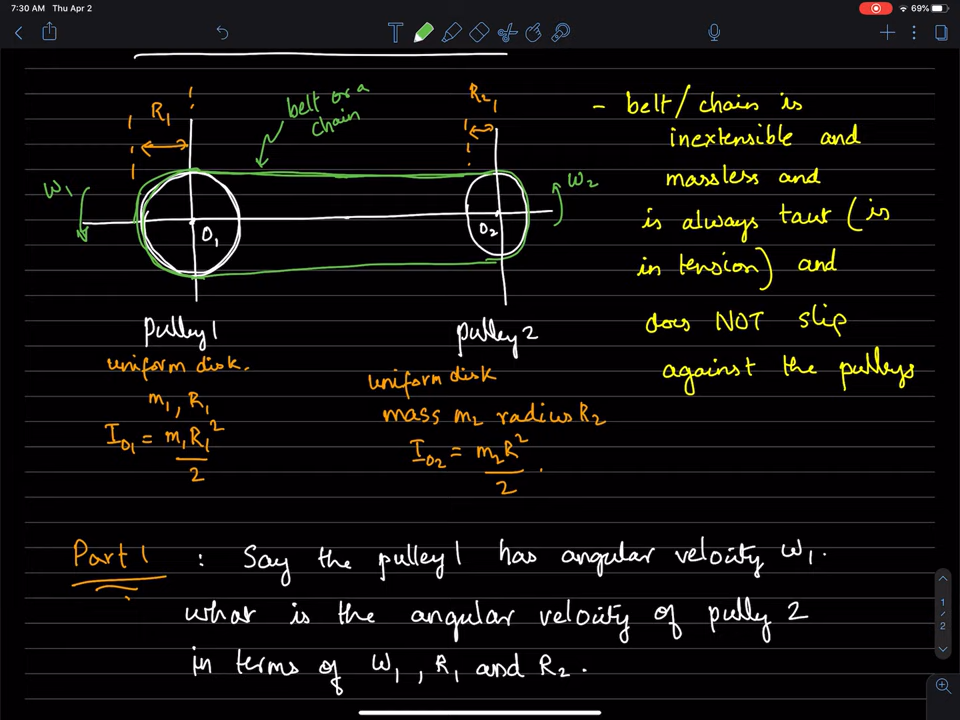 7:30 AM Thu Apr 2
69%
R₁
belt or a
chain
R₂
ω₁
ω₂
O₁
O₂
pulley 1
uniform disk.
m₁, R₁
I_O₁ = m₁R₁²/2
pulley 2
uniform disk
mass m₂ radius R₂
I_O₂ = m₂R²/2 .
- belt/chain is
inextensible and
massless and
is always taut (is
in tension) and
does NOT slip
against the pulleys
Part 1 : Say the pulley 1 has angular velocity ω₁.
what is the angular velocity of pully 2
in terms of ω₁, R₁ and R₂.
1
/
2